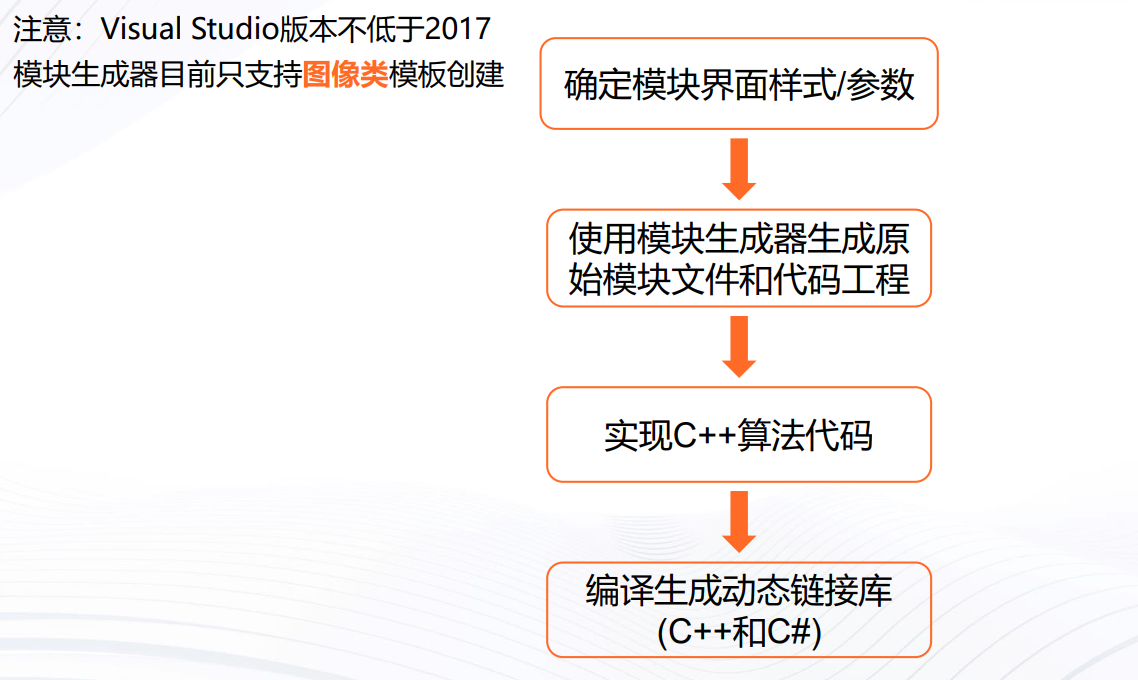 注意：Visual Studio版本不低于2017
模块生成器目前只支持图像类模板创建
确定模块界面样式/参数
使用模块生成器生成原
始模块文件和代码工程
实现C++算法代码
编译生成动态链接库
(C++和C#)